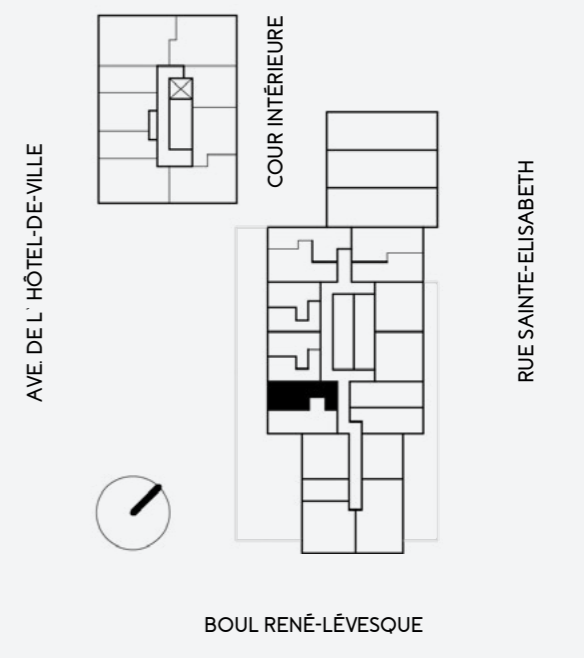 AVE. DE L` HÔTEL-DE-VILLE
COUR INTÉRIEURE
RUE SAINTE-ELISABETH
BOUL RENÉ-LÉVESQUE